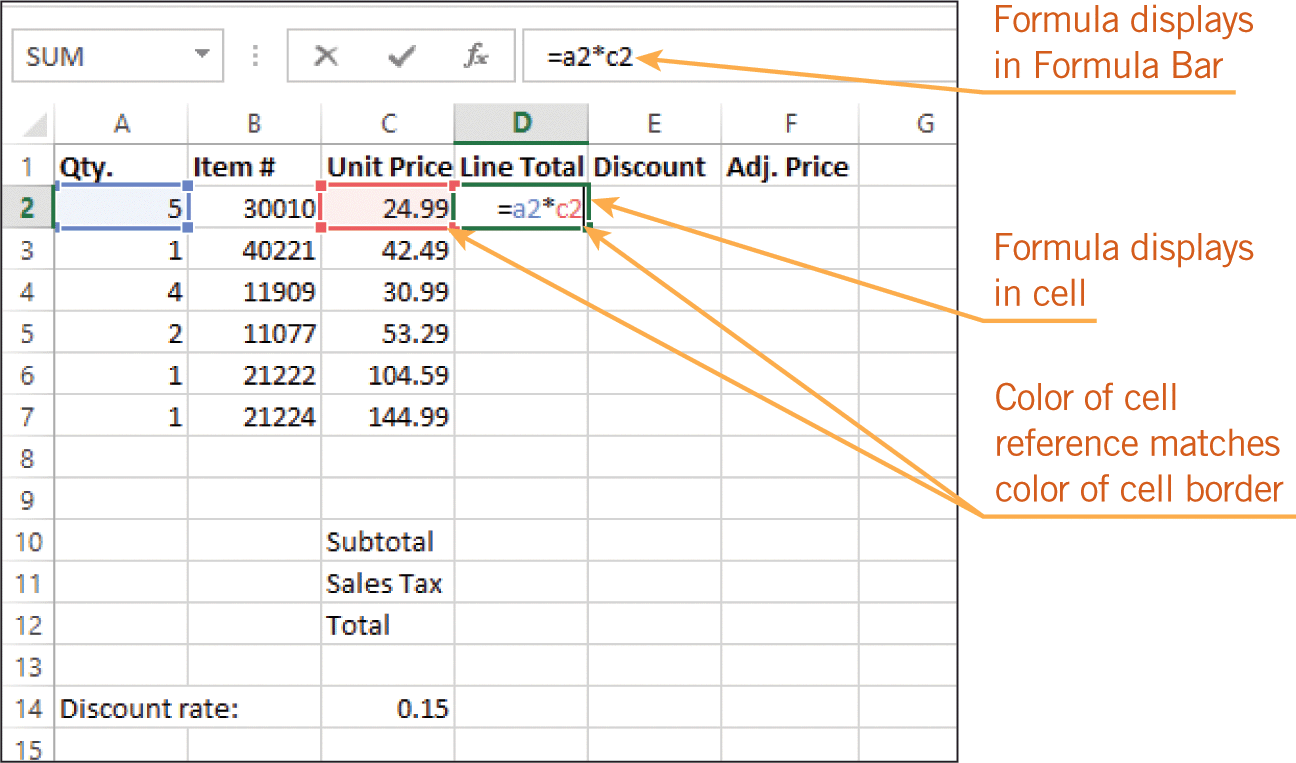 SUM fx =a2*c2
Formula displays
in Formula Bar
A B C D E F G
1 Qty. Item # Unit Price Line Total Discount Adj. Price
2 5 30010 24.99 =a2*c2
3 1 40221 42.49
4 4 11909 30.99
5 2 11077 53.29
6 1 21222 104.59
7 1 21224 144.99
8
9
10 Subtotal
11 Sales Tax
12 Total
13
14 Discount rate: 0.15
15
Formula displays
in cell
Color of cell
reference matches
color of cell border